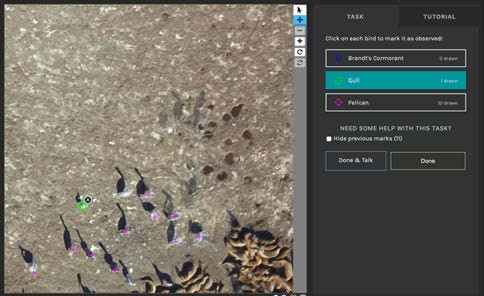 TASK
TUTORIAL
Click on each bird to mark it as observed!
Brandt's Cormorant
0 drawn
Gull
1 drawn
Pelican
10 drawn
NEED SOME HELP WITH THIS TASK?
Hide previous marks (11)
Done & Talk
Done